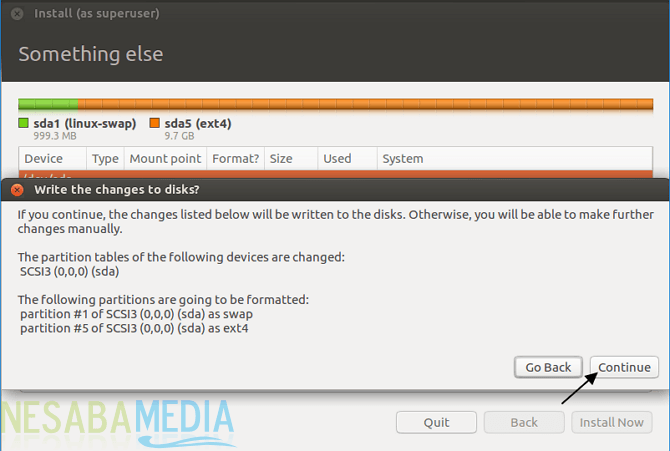 Install (as superuser)
Something else
sda1 (linux-swap) sda5 (ext4)
999.3 MB 9.7 GB
Device Type Mount point Format? Size Used System
/dev/sda
Write the changes to disks?
If you continue, the changes listed below will be written to the disks. Otherwise, you will be able to make further
changes manually.
The partition tables of the following devices are changed:
SCSI3 (0,0,0) (sda)
The following partitions are going to be formatted:
partition #1 of SCSI3 (0,0,0) (sda) as swap
partition #5 of SCSI3 (0,0,0) (sda) as ext4
Go Back Continue
NESABAMEDIA
Quit Back Install Now